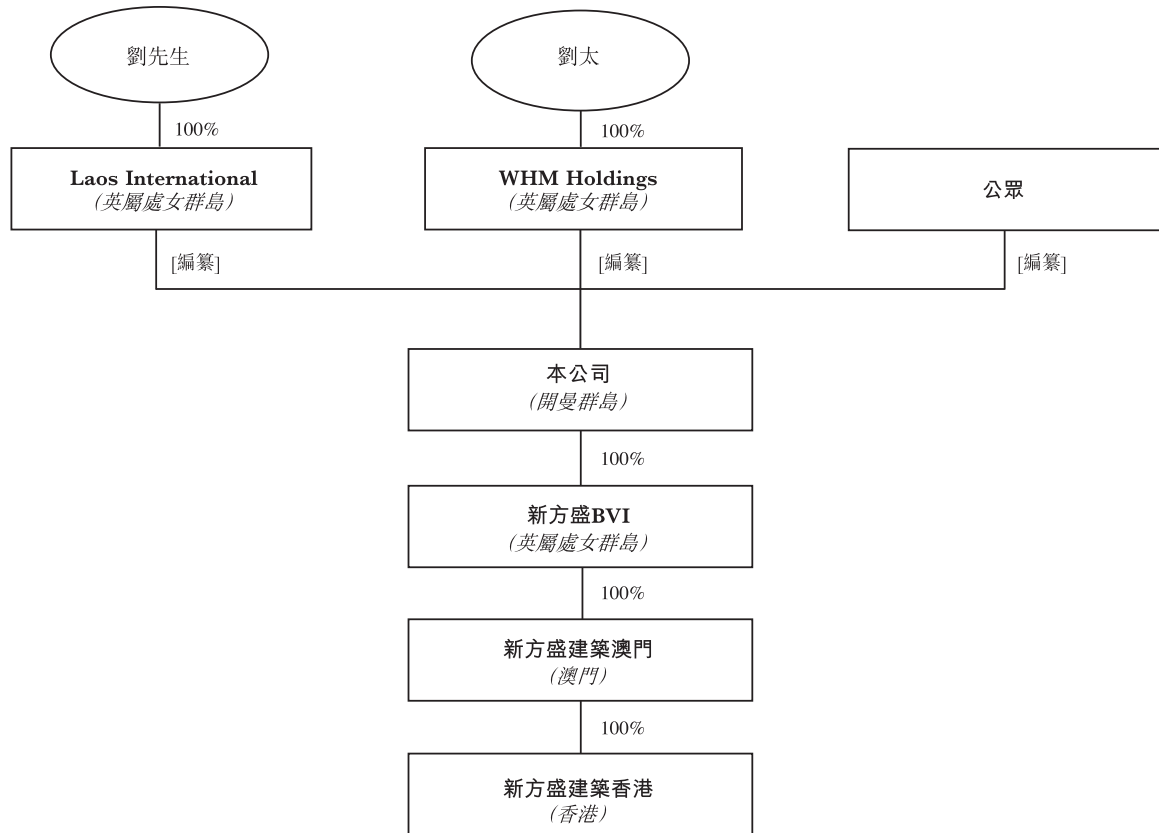 劉先生
劉太
100%
100%
Laos International
（英屬處女群島）
WHM Holdings
（英屬處女群島）
公眾
[編纂]
[編纂]
[編纂]
本公司
（開曼群島）
100%
新方盛BVI
（英屬處女群島）
100%
新方盛建築澳門
（澳門）
100%
新方盛建築香港
（香港）